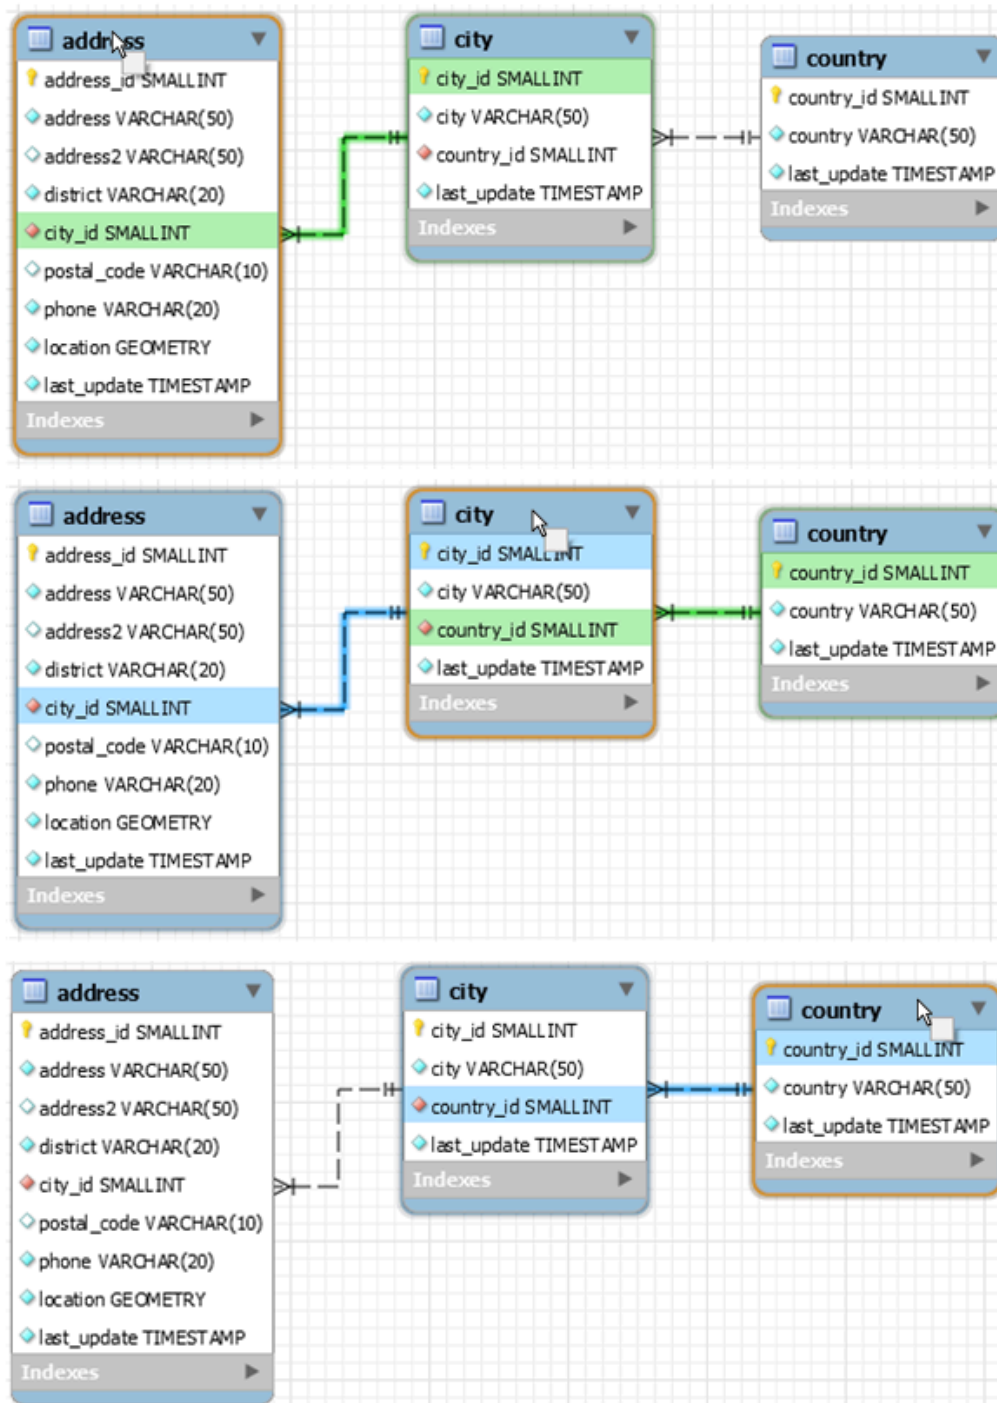 address
address_id SMALLINT
address VARCHAR(50)
address2 VARCHAR(50)
district VARCHAR(20)
city_id SMALLINT
postal_code VARCHAR(10)
phone VARCHAR(20)
location GEOMETRY
last_update TIMESTAMP
Indexes
city
city_id SMALLINT
city VARCHAR(50)
country_id SMALLINT
last_update TIMESTAMP
Indexes
country
country_id SMALLINT
country VARCHAR(50)
last_update TIMESTAMP
Indexes
address
address_id SMALLINT
address VARCHAR(50)
address2 VARCHAR(50)
district VARCHAR(20)
city_id SMALLINT
postal_code VARCHAR(10)
phone VARCHAR(20)
location GEOMETRY
last_update TIMESTAMP
Indexes
city
city_id SMALLINT
city VARCHAR(50)
country_id SMALLINT
last_update TIMESTAMP
Indexes
country
country_id SMALLINT
country VARCHAR(50)
last_update TIMESTAMP
Indexes
address
address_id SMALLINT
address VARCHAR(50)
address2 VARCHAR(50)
district VARCHAR(20)
city_id SMALLINT
postal_code VARCHAR(10)
phone VARCHAR(20)
location GEOMETRY
last_update TIMESTAMP
Indexes
city
city_id SMALLINT
city VARCHAR(50)
country_id SMALLINT
last_update TIMESTAMP
Indexes
country
country_id SMALLINT
country VARCHAR(50)
last_update TIMESTAMP
Indexes